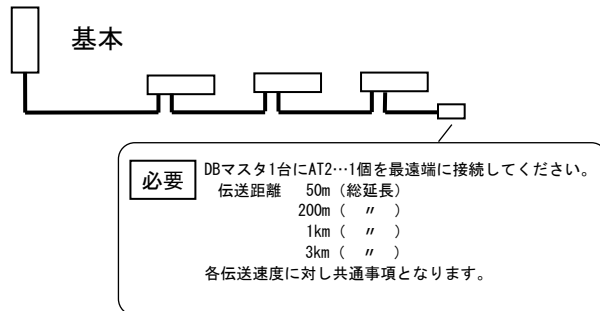 基本
必要
DBマスタ1台にAT2…1個を最遠端に接続してください。
伝送距離 50m（総延長）
200m（ 〃 ）
1km（ 〃 ）
3km（ 〃 ）
各伝送速度に対し共通事項となります。